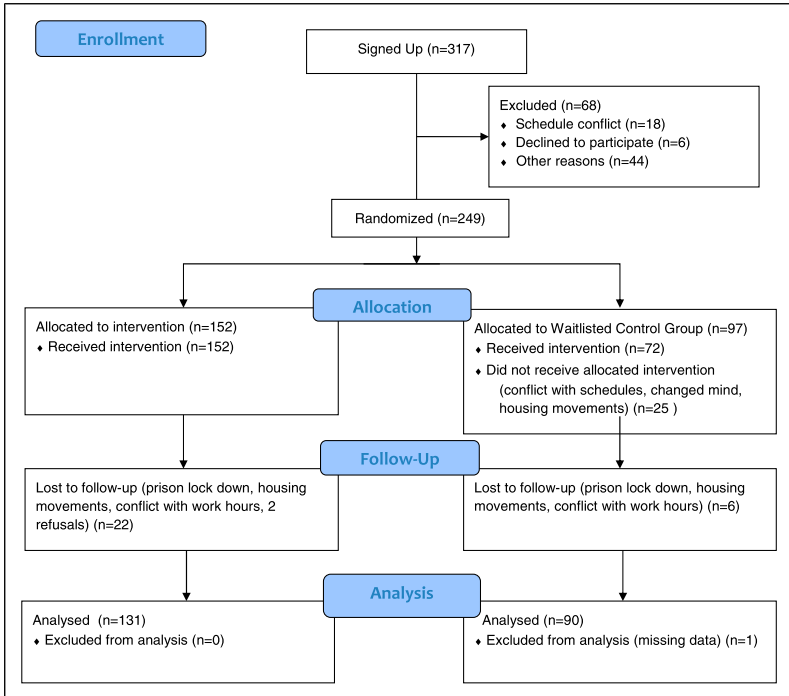 Enrollment
Signed Up (n=317)
Excluded (n=68)
♦ Schedule conflict (n=18)
♦ Declined to participate (n=6)
♦ Other reasons (n=44)
Randomized (n=249)
Allocation
Allocated to intervention (n=152)
♦ Received intervention (n=152)
Allocated to Waitlisted Control Group (n=97)
♦ Received intervention (n=72)
♦ Did not receive allocated intervention
(conflict with schedules, changed mind,
housing movements) (n=25 )
Follow-Up
Lost to follow-up (prison lock down, housing
movements, conflict with work hours, 2
refusals) (n=22)
Lost to follow-up (prison lock down, housing
movements, conflict with work hours) (n=6)
Analysis
Analysed (n=131)
♦ Excluded from analysis (n=0)
Analysed (n=90)
♦ Excluded from analysis (missing data) (n=1)